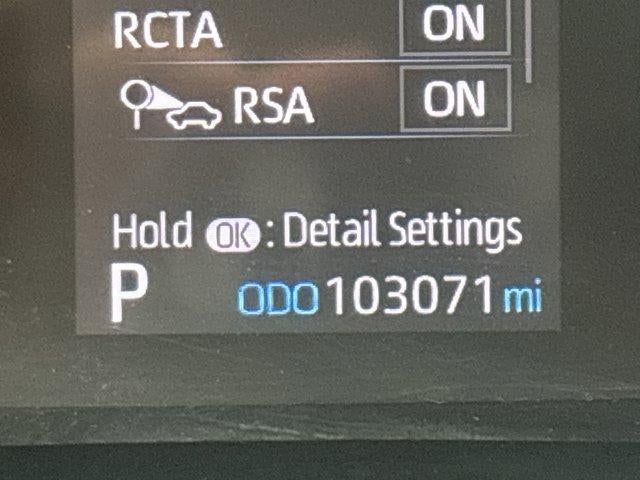 RCTA ON
RSA ON
Hold OK : Detail Settings
P ODO 103071 mi